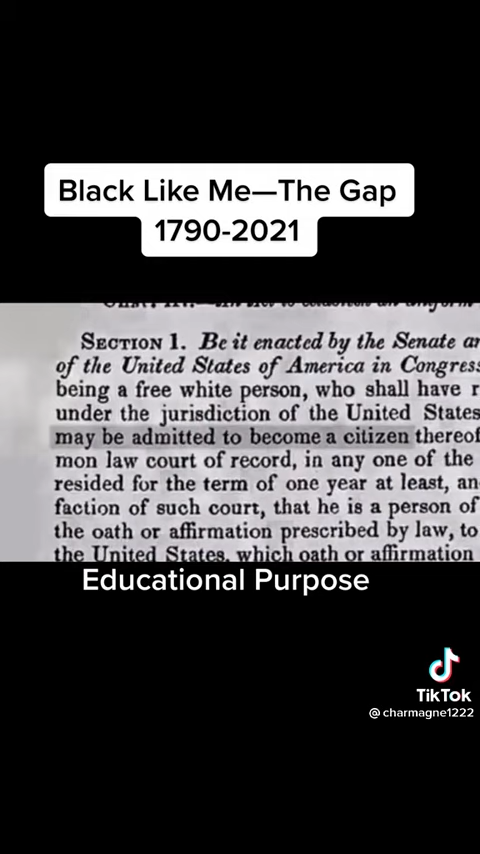 Black Like Me—The Gap
1790-2021
SECTION 1. Be it enacted by the Senate
of the United States of America in Congress
being a free white person, who shall have
under the jurisdiction of the United States
may be admitted to become a citizen thereof
mon law court of record, in any one of the
resided for the term of one year at least,
faction of such court, that he is a person of
the oath or affirmation prescribed by law, to
the United States, which oath or affirmation
Educational Purpose
TikTok
@charmagne1222